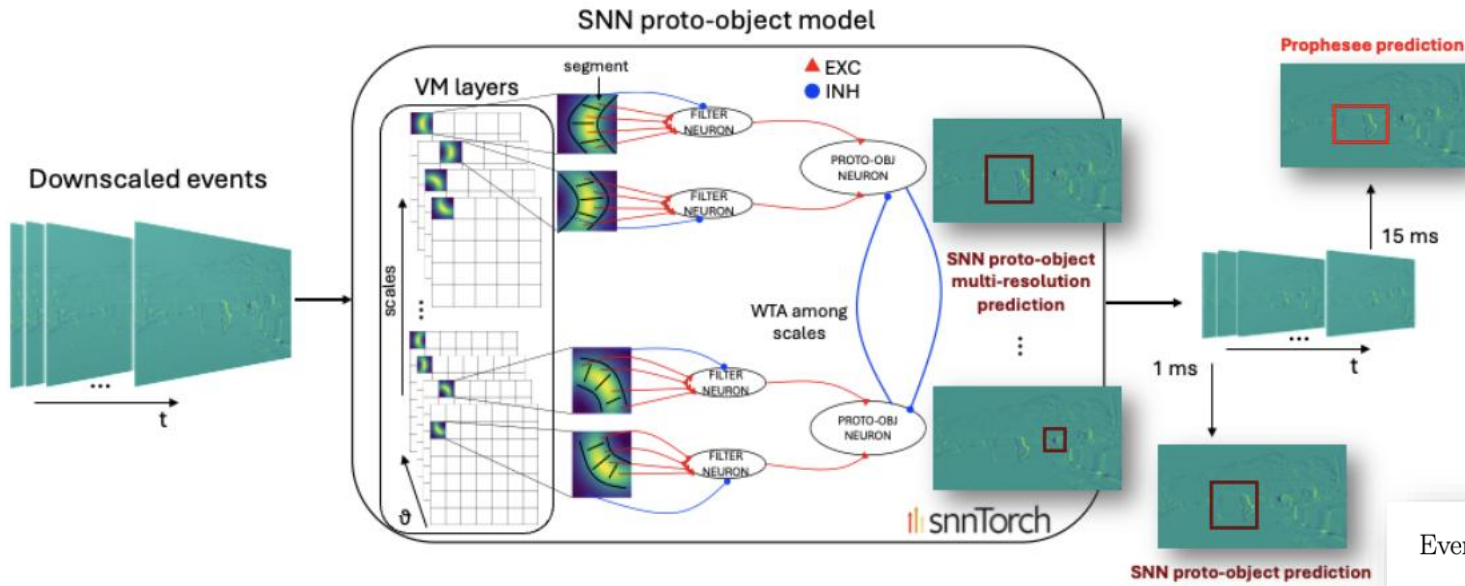 SNN proto-object model
Prophesee prediction
segment
EXC
INH
VM layers
FILTER
NEURON
PROTO-OBJ
NEURON
Downscaled events
FILTER
NEURON
15 ms
scales
...
SNN proto-object
multi-resolution
prediction
WTA among
scales
...
...
t
...
t
1 ms
FILTER
NEURON
PROTO-OBJ
NEURON
FILTER
NEURON
ϑ
snnTorch
Even
SNN proto-object prediction